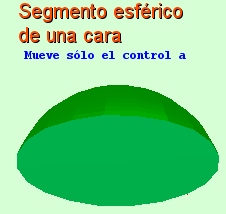 Segmento esférico
de una cara
Mueve sólo el control a